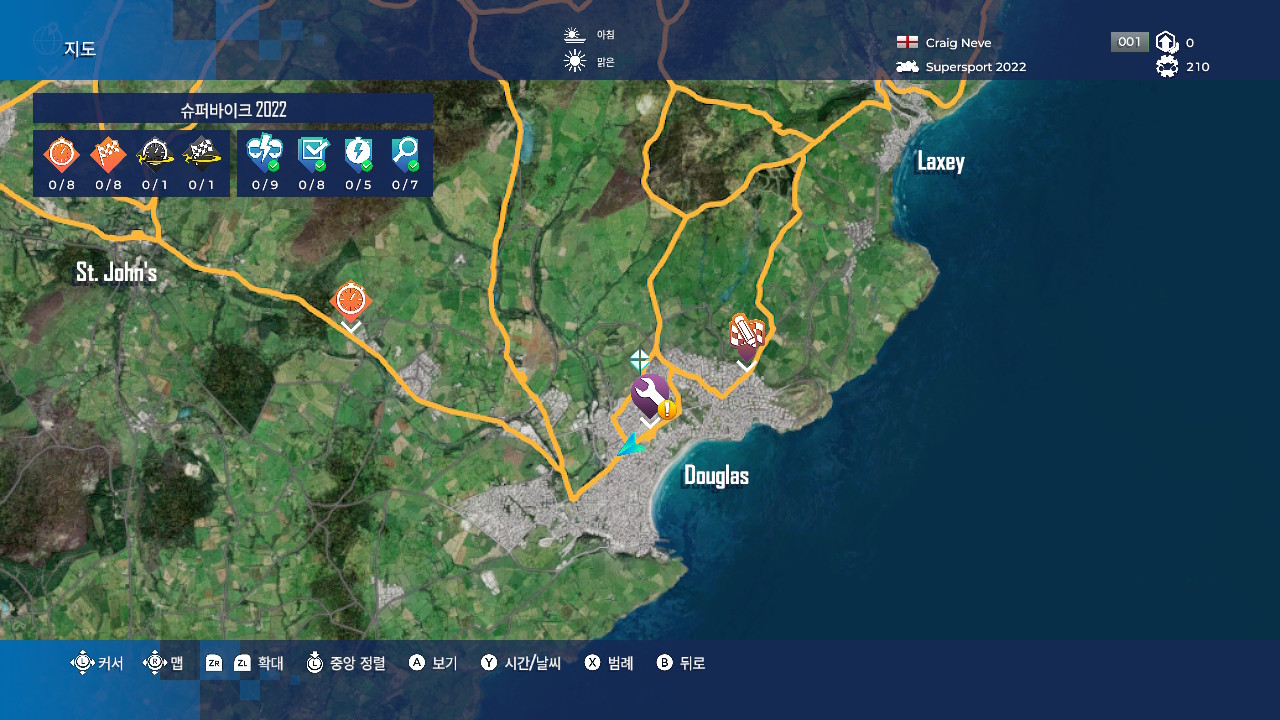 지도
아침
맑은
Craig Neve
Supersport 2022
001
0
210
슈퍼바이크 2022
0/8 0/8 0/1 0/1 0/9 0/8 0/5 0/7
Laxey
St. John's
Douglas
L 커서 R 맵 ZR ZL 확대 L 중앙 정렬 A 보기 Y 시간/날씨 X 범례 B 뒤로